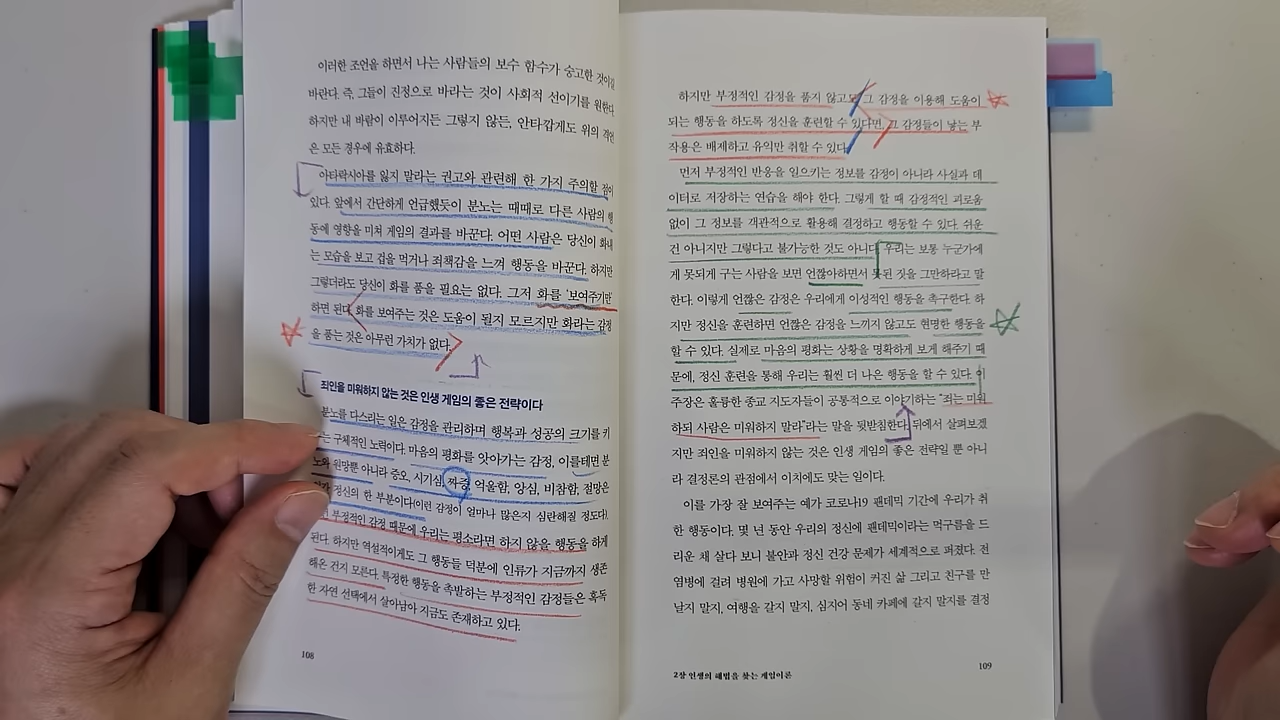 이러한 조언을 하면서 나는 사람들의 보수 함수가 숭고한 것이길
바란다. 즉, 그들이 진정으로 바라는 것이 사회적 선이기를 원한다.
하지만 내 바람이 이루어지든 그렇지 않든, 안타깝게도 위의 격언
은 모든 경우에 유효하다.
아타락시아를 잃지 말라는 권고와 관련해 한 가지 주의할 점이
있다. 앞에서 간단하게 언급했듯이 분노는 때때로 다른 사람의 행
동에 영향을 미쳐 게임의 결과를 바꾼다. 어떤 사람은 당신이 화내
는 모습을 보고 겁을 먹거나 죄책감을 느껴 행동을 바꾼다. 하지만
그렇더라도 당신이 화를 품을 필요는 없다. 그저 화를 '보여주기만'
하면 된다. 화를 보여주는 것은 도움이 될지 모르지만 화라는 감정
을 품는 것은 아무런 가치가 없다.
죄인을 미워하지 않는 것은 인생 게임의 좋은 전략이다
분노를 다스리는 일은 감정을 관리하며 행복과 성공의 크기를 키
는 구체적인 노력이다. 마음의 평화를 앗아가는 감정, 이를테면 분
노와 원망뿐 아니라 증오, 시기심, 짜증, 억울함, 앙심, 비참함, 절망은
정신의 한 부분이다(이런 감정이 얼마나 많은지 심란해질 정도다).
부정적인 감정 때문에 우리는 평소라면 하지 않을 행동을 하게
된다. 하지만 역설적이게도 그 행동들 덕분에 인류가 지금까지 생존
해온 건지 모른다. 특정한 행동을 촉발하는 부정적인 감정들은 혹독
한 자연 선택에서 살아남아 지금도 존재하고 있다.
108
하지만 부정적인 감정을 품지 않고도 그 감정을 이용해 도움이
되는 행동을 하도록 정신을 훈련할 수 있다면, 그 감정들이 낳는 부
작용은 배제하고 유익만 취할 수 있다.
먼저 부정적인 반응을 일으키는 정보를 감정이 아니라 사실과 데
이터로 저장하는 연습을 해야 한다. 그렇게 할 때 감정적인 괴로움
없이 그 정보를 객관적으로 활용해 결정하고 행동할 수 있다. 쉬운
건 아니지만 그렇다고 불가능한 것도 아니다. 우리는 보통 누군가에
게 못되게 구는 사람을 보면 언짢아하면서 못된 짓을 그만하라고 말
한다. 이렇게 언짢은 감정은 우리에게 이성적인 행동을 촉구한다. 하
지만 정신을 훈련하면 언짢은 감정을 느끼지 않고도 현명한 행동을
할 수 있다. 실제로 마음의 평화는 상황을 명확하게 보게 해주기 때
문에, 정신 훈련을 통해 우리는 훨씬 더 나은 행동을 할 수 있다. 이
주장은 훌륭한 종교 지도자들이 공통적으로 이야기하는 "죄는 미워
하되 사람은 미워하지 말라"라는 말을 뒷받침한다. 뒤에서 살펴보겠
지만 죄인을 미워하지 않는 것은 인생 게임의 좋은 전략일 뿐 아니
라 결정론의 관점에서 이치에도 맞는 일이다.
이를 가장 잘 보여주는 예가 코로나19 팬데믹 기간에 우리가 취
한 행동이다. 몇 년 동안 우리의 정신에 팬데믹이라는 먹구름을 드
리운 채 살다 보니 불안과 정신 건강 문제가 세계적으로 퍼졌다. 전
염병에 걸려 병원에 가고 사망할 위험이 커진 삶 그리고 친구를 만
날지 말지, 여행을 갈지 말지, 심지어 동네 카페에 갈지 말지를 결정
2장 인생의 해법을 찾는 게임이론
109